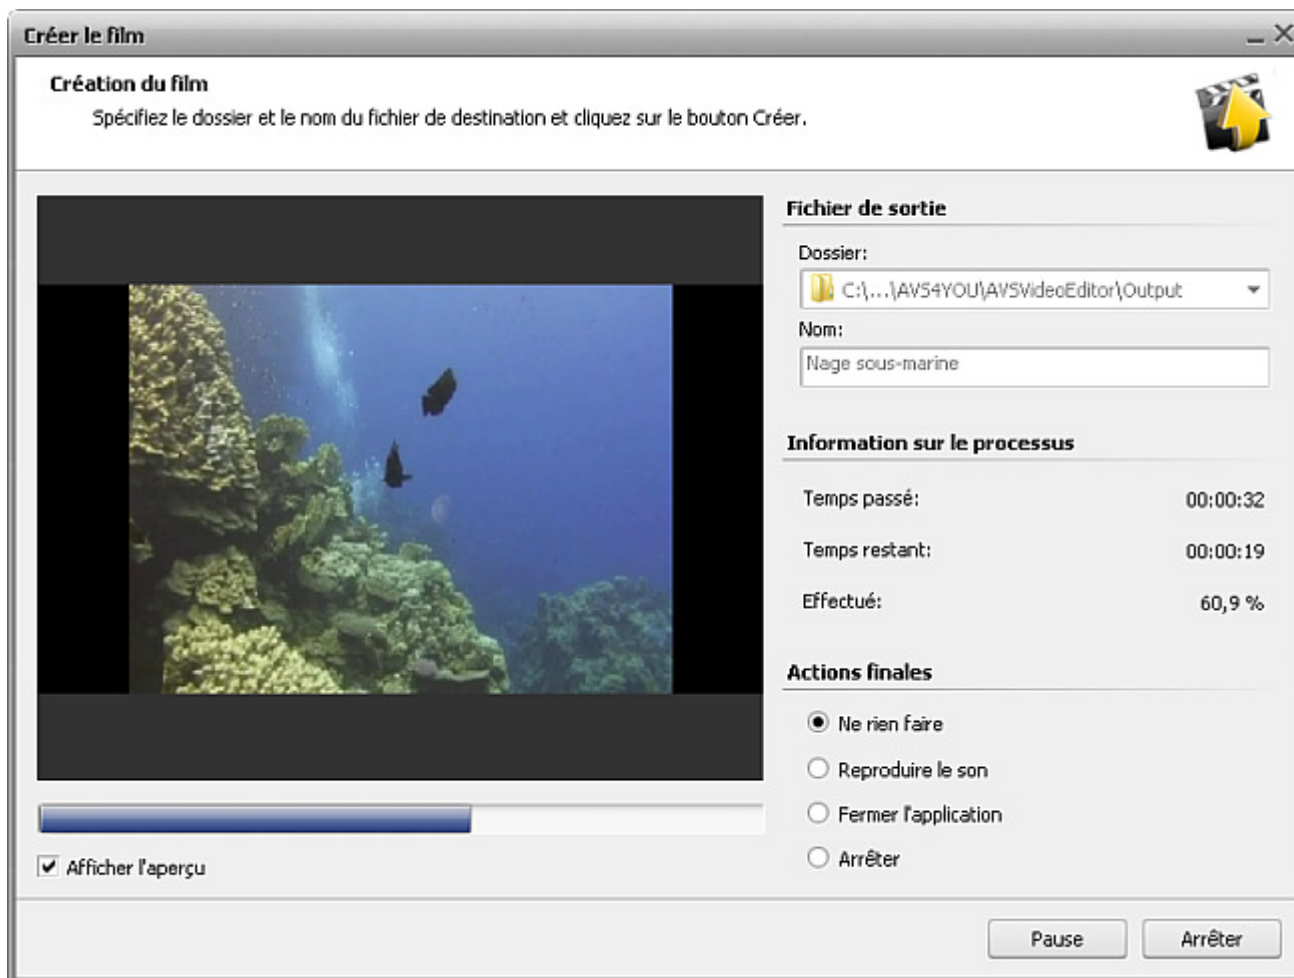 Créer le film
Création du film
Spécifiez le dossier et le nom du fichier de destination et cliquez sur le bouton Créer.
Fichier de sortie
Dossier:
C:\...\AVS4YOU\AVSVideoEditor\Output
Nom:
Nage sous-marine
Information sur le processus
Temps passé: 00:00:32
Temps restant: 00:00:19
Effectué: 60,9 %
Actions finales
Ne rien faire
Reproduire le son
Fermer l'application
Arrêter
Afficher l'aperçu
Pause Arrêter